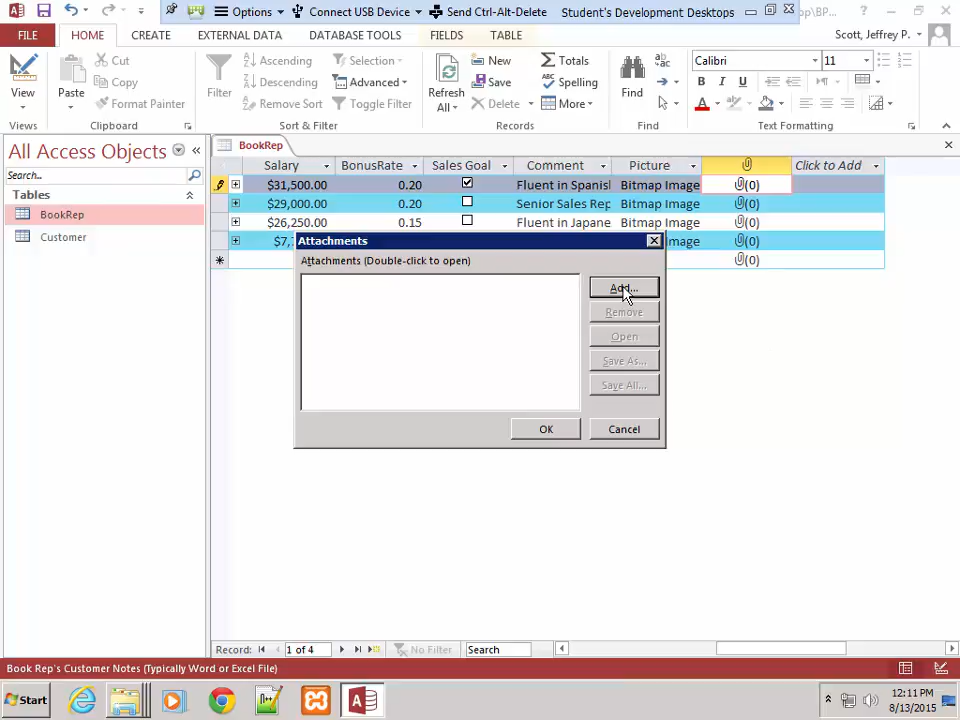 Options
Connect USB Device
Send Ctrl-Alt-Delete
Student's Development Desktops
FILE HOME CREATE EXTERNAL DATA DATABASE TOOLS FIELDS TABLE
Scott, Jeffrey P.
View
Views
Paste
Cut
Copy
Format Painter
Clipboard
Filter
Ascending
Descending
Remove Sort
Selection
Advanced
Toggle Filter
Sort & Filter
Refresh
All
New
Save
Delete
Totals
Spelling
More
Records
Find
Find
Calibri
11
B I U
A
Text Formatting
All Access Objects
Search...
Tables
BookRep
Customer
BookRep
Salary BonusRate Sales Goal Comment Picture Click to Add
$31,500.00 0.20 Fluent in Spanish Bitmap Image (0)
$29,000.00 0.20 Senior Sales Rep Bitmap Image (0)
$26,250.00 0.15 Fluent in Japane Bitmap Image (0)
$7, Image (0)
(0)
Attachments
Attachments (Double-click to open)
Add...
Remove
Open
Save As...
Save All...
OK
Cancel
Record: 1 of 4 No Filter Search
Book Rep's Customer Notes (Typically Word or Excel File)
Start
12:11 PM
8/13/2015